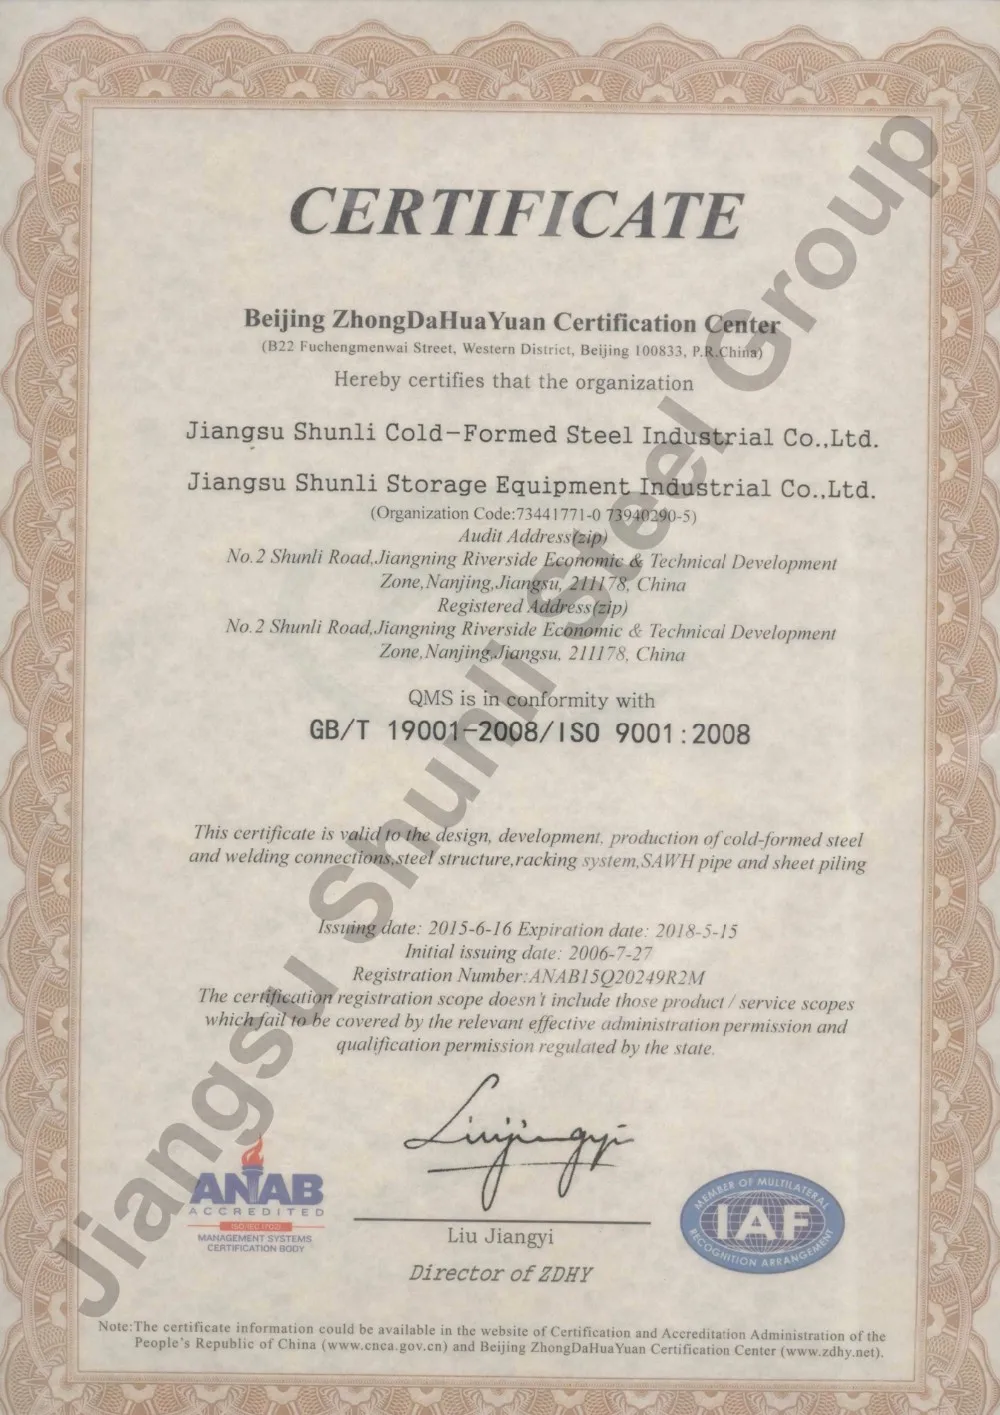 CERTIFICATE
Beijing ZhongDaHuaYuan Certification Center
(B22 Fuchengmenwai Street, Western District, Beijing 100833, P.R.China)
Hereby certifies that the organization
Jiangsu Shunli Cold-Formed Steel Industrial Co.,Ltd.
Jiangsu Shunli Storage Equipment Industrial Co.,Ltd.
(Organization Code:73441771-0 73940290-5)
Audit Address(zip)
No.2 Shunli Road,Jiangning Riverside Economic & Technical Development
Zone,Nanjing,Jiangsu, 211178, China
Registered Address(zip)
No.2 Shunli Road,Jiangning Riverside Economic & Technical Development
Zone,Nanjing,Jiangsu, 211178, China
QMS is in conformity with
GB/T 19001-2008/ISO 9001:2008
This certificate is valid to the design, development, production of cold-formed steel
and welding connections,steel structure,racking system,SAWH pipe and sheet piling
Issuing date: 2015-6-16 Expiration date: 2018-5-15
Initial issuing date: 2006-7-27
Registration Number:ANAB15Q20249R2M
The certification registration scope doesn't include those product / service scopes
which fail to be covered by the relevant effective administration permission and
qualification permission regulated by the state.
Liujiangyi
Liu Jiangyi
Director of ZDHY
ANAB
ACCREDITED
MANAGEMENT SYSTEMS
CERTIFICATION BODY
MEMBER OF MULTILATERAL
IAF
RECOGNITION ARRANGEMENT
Note:The certificate information could be available in the website of Certification and Accreditation Administration of the
People's Republic of China (www.cnca.gov.cn) and Beijing ZhongDaHuaYuan Certification Center (www.zdhy.net).
Jiangsu Shunli Steel Group